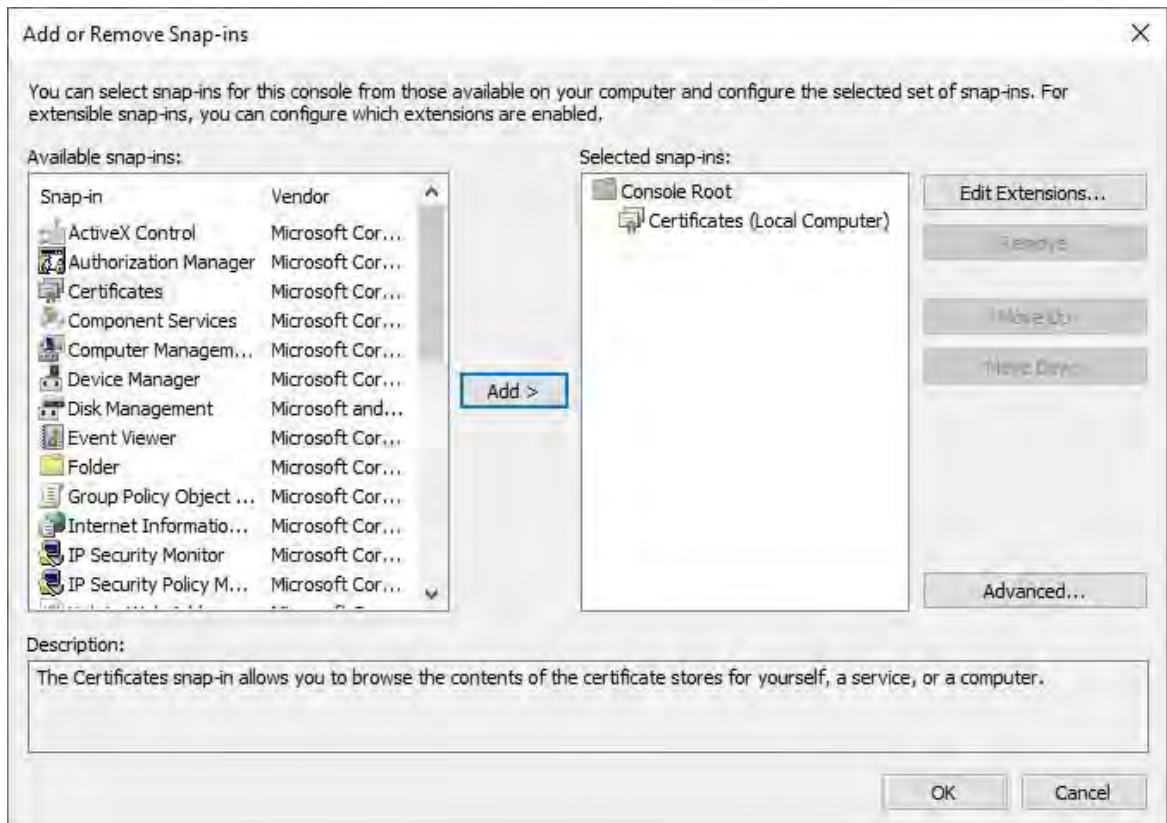 Add or Remove Snap-ins
You can select snap-ins for this console from those available on your computer and configure the selected set of snap-ins. For
extensible snap-ins, you can configure which extensions are enabled.
Available snap-ins:
Snap-in Vendor
ActiveX Control Microsoft Cor...
Authorization Manager Microsoft Cor...
Certificates Microsoft Cor...
Component Services Microsoft Cor...
Computer Managem... Microsoft Cor...
Device Manager Microsoft Cor...
Disk Management Microsoft and...
Event Viewer Microsoft Cor...
Folder Microsoft Cor...
Group Policy Object ... Microsoft Cor...
Internet Informatio... Microsoft Cor...
IP Security Monitor Microsoft Cor...
IP Security Policy M... Microsoft Cor...
Add >
Selected snap-ins:
Console Root
Certificates (Local Computer)
Edit Extensions...
Remove
Move Up
Move Down
Advanced...
Description:
The Certificates snap-in allows you to browse the contents of the certificate stores for yourself, a service, or a computer.
OK
Cancel